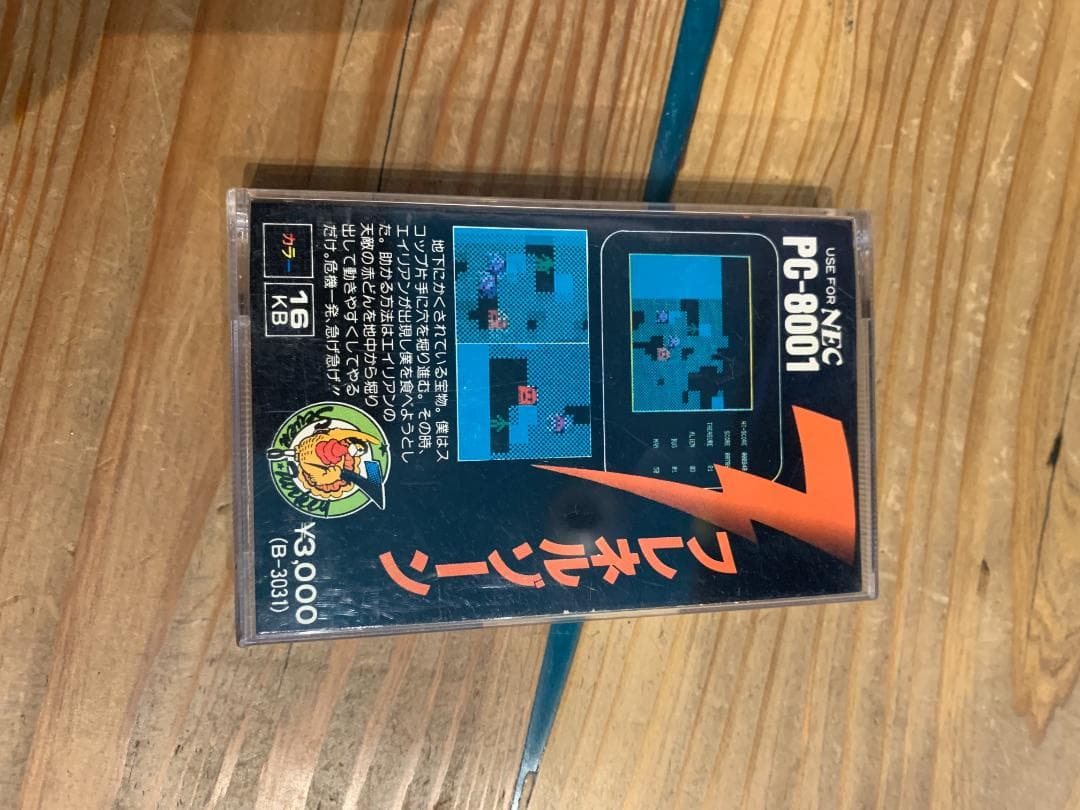 USE FOR NEC
PC-8001
フレネルゾーン
地下にかくされている宝物。僕はス
コップ片手に穴を掘り進む。その時、
エイリアンが出現し僕を食べようとし
た。助かる方法はエイリアンの
天敵の赤どんを地中から掘り
出して動きやすくしてやる
だけ。危機一発、急げ急げ!!
カラー
16
KB
¥3,000
(B-3031)